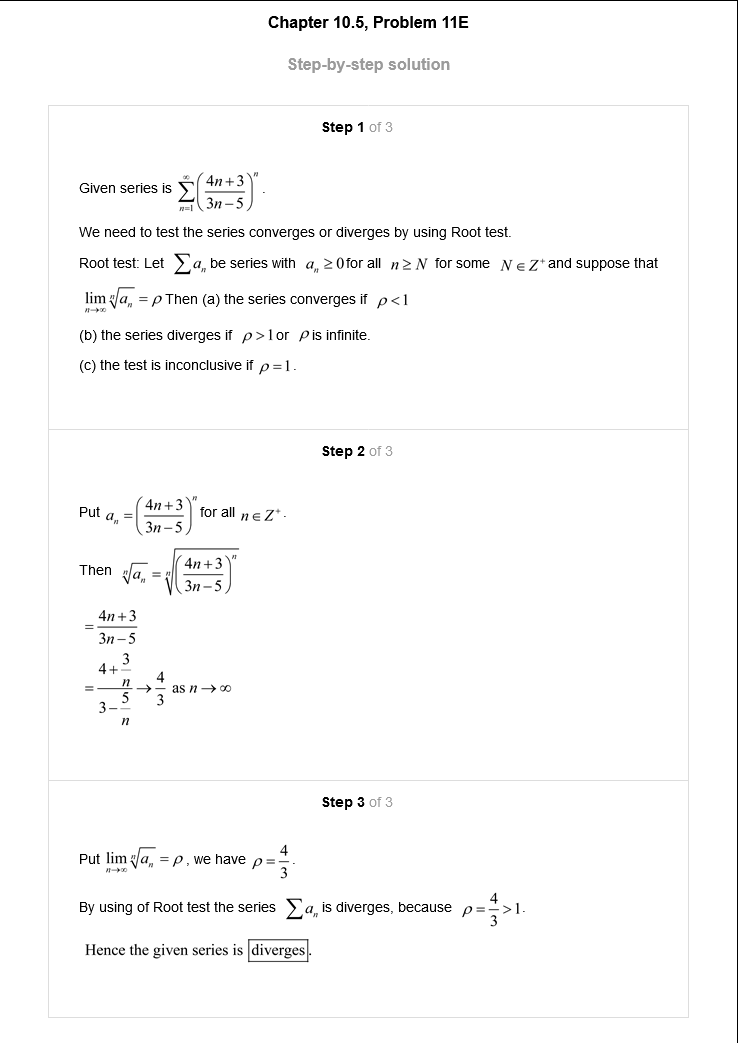 Chapter 10.5, Problem 11E
Step-by-step solution
Step 1 of 3
Given series is $\sum_{n=1}^{\infty}\left(\frac{4n+3}{3n-5}\right)^n$.
We need to test the series converges or diverges by using Root test.
Root test: Let $\sum a_n$ be series with $a_n \geq 0$ for all $n \geq N$ for some $N \in Z^+$ and suppose that
$\lim_{n\to\infty}\sqrt[n]{a_n} = \rho$ Then (a) the series converges if $\rho < 1$
(b) the series diverges if $\rho > 1$ or $\rho$ is infinite.
(c) the test is inconclusive if $\rho = 1$.
Step 2 of 3
Put $a_n = \left(\frac{4n+3}{3n-5}\right)^n$ for all $n \in Z^+$.
Then $\sqrt[n]{a_n} = \sqrt[n]{\left(\frac{4n+3}{3n-5}\right)^n}$
$= \frac{4n+3}{3n-5}$
$= \frac{4+\frac{3}{n}}{3-\frac{5}{n}} \to \frac{4}{3}$ as $n \to \infty$
Step 3 of 3
Put $\lim_{n\to\infty}\sqrt[n]{a_n} = \rho$, we have $\rho = \frac{4}{3}$.
By using of Root test the series $\sum a_n$ is diverges, because $\rho = \frac{4}{3} > 1$.
Hence the given series is diverges.